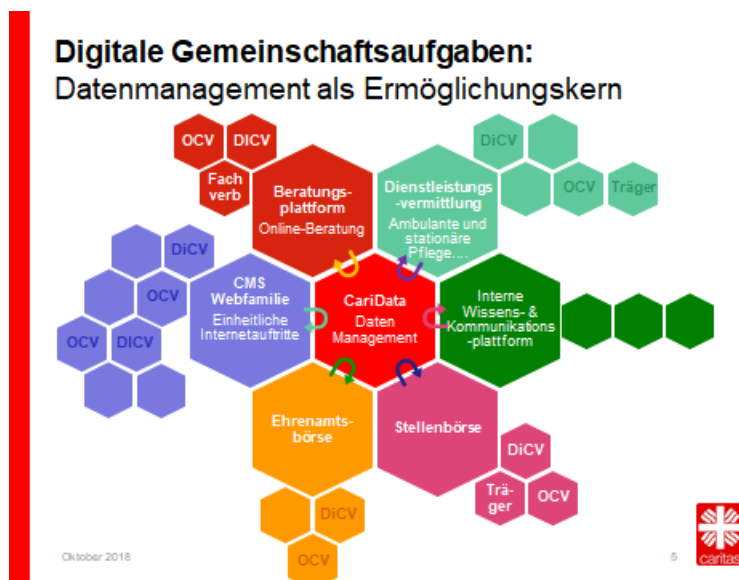 Digitale Gemeinschaftsaufgaben:
Datenmanagement als Ermöglichungskern
OCV
DICV
Fach
verb
Beratungs-
plattform
Online-Beratung
Dienstleistungs
-vermittlung
Ambulante und
stationäre
Pflege....
DiCV
OCV
Träger
DiCV
OCV
OCV
DICV
CMS
Webfamilie
Einheitliche
Internetauftritte
CariData
Daten
Management
Interne
Wissens- &
Kommunikations
-plattform
Ehrenamts-
börse
Stellenbörse
DiCV
OCV
DiCV
Trä-
ger
OCV
Oktober 2018
5
caritas